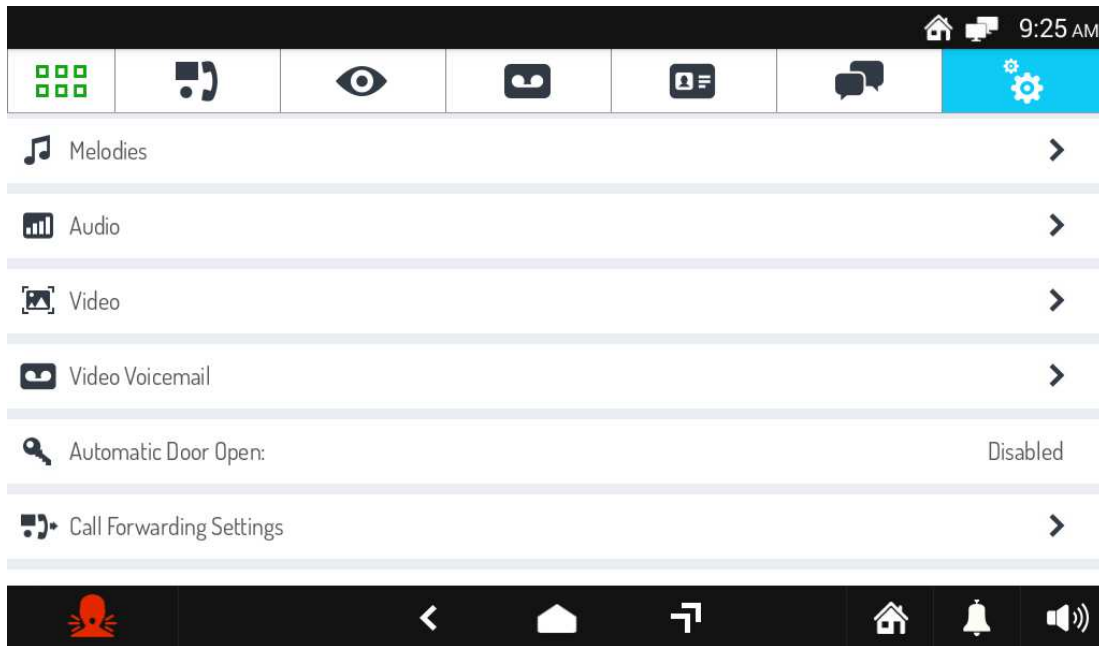 9:25 AM
Melodies
Audio
Video
Video Voicemail
Automatic Door Open: Disabled
Call Forwarding Settings